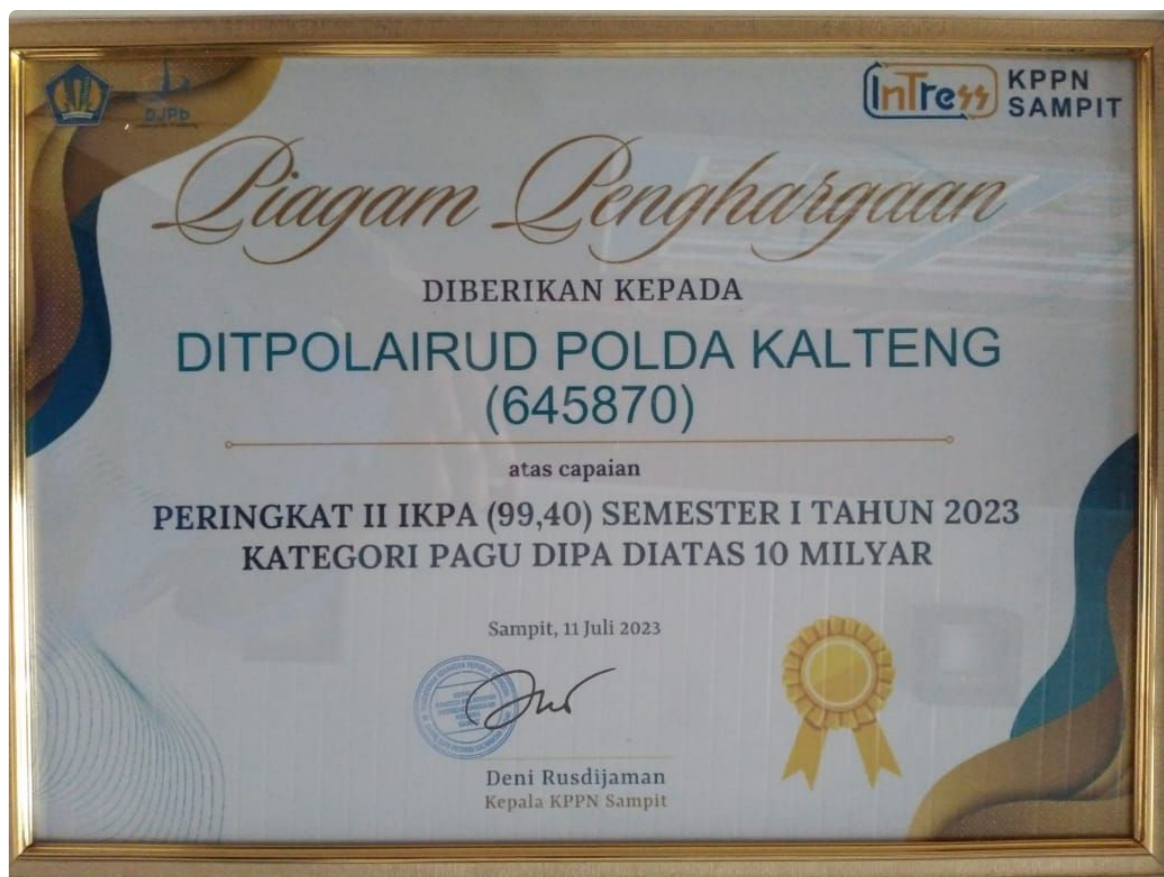 DJPb
InTress KPPN
SAMPIT
Piagam Penghargaan
DIBERIKAN KEPADA
DITPOLAIRUD POLDA KALTENG
(645870)
atas capaian
PERINGKAT II IKPA (99,40) SEMESTER I TAHUN 2023
KATEGORI PAGU DIPA DIATAS 10 MILYAR
Sampit, 11 Juli 2023
Deni Rusdijaman
Kepala KPPN Sampit